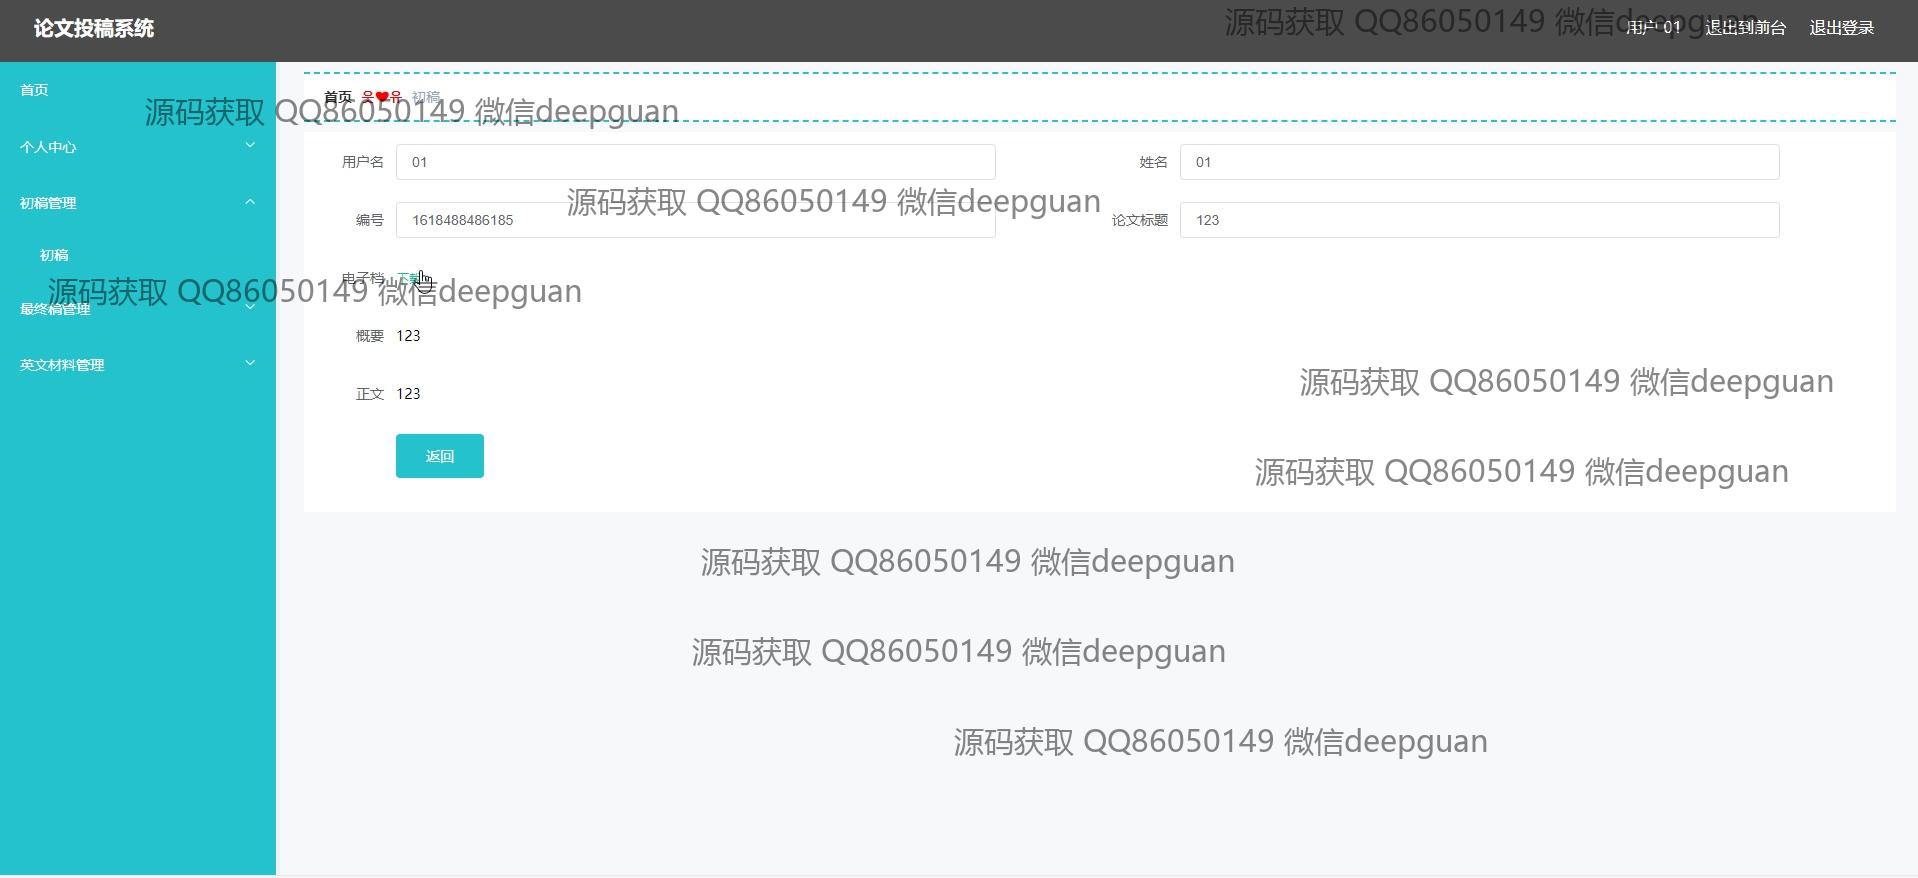 论文投稿系统
源码获取 QQ86050149 微信deepguan
用户 01 退出到前台 退出登录
首页
首页 웃❤유 初稿
源码获取 QQ86050149 微信deepguan
个人中心
用户名 01 姓名 01
源码获取 QQ86050149 微信deepguan
初稿管理
编号 1618488486185 论文标题 123
初稿
电子档 下载
源码获取 QQ86050149 微信deepguan
最终稿管理
概要 123
英文材料管理
源码获取 QQ86050149 微信deepguan
正文 123
返回
源码获取 QQ86050149 微信deepguan
源码获取 QQ86050149 微信deepguan
源码获取 QQ86050149 微信deepguan
源码获取 QQ86050149 微信deepguan